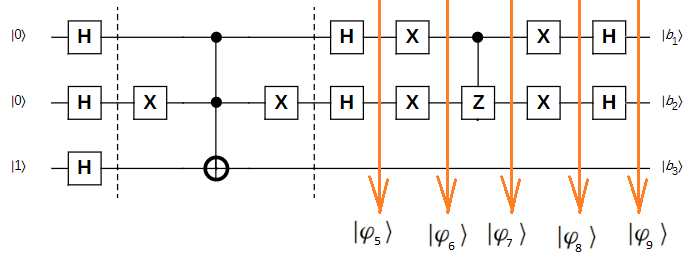 |0⟩ H H X X H |b₁⟩
|0⟩ H X X H X Z X H |b₂⟩
|1⟩ H |b₃⟩
|φ₅⟩ |φ₆⟩ |φ₇⟩ |φ₈⟩ |φ₉⟩